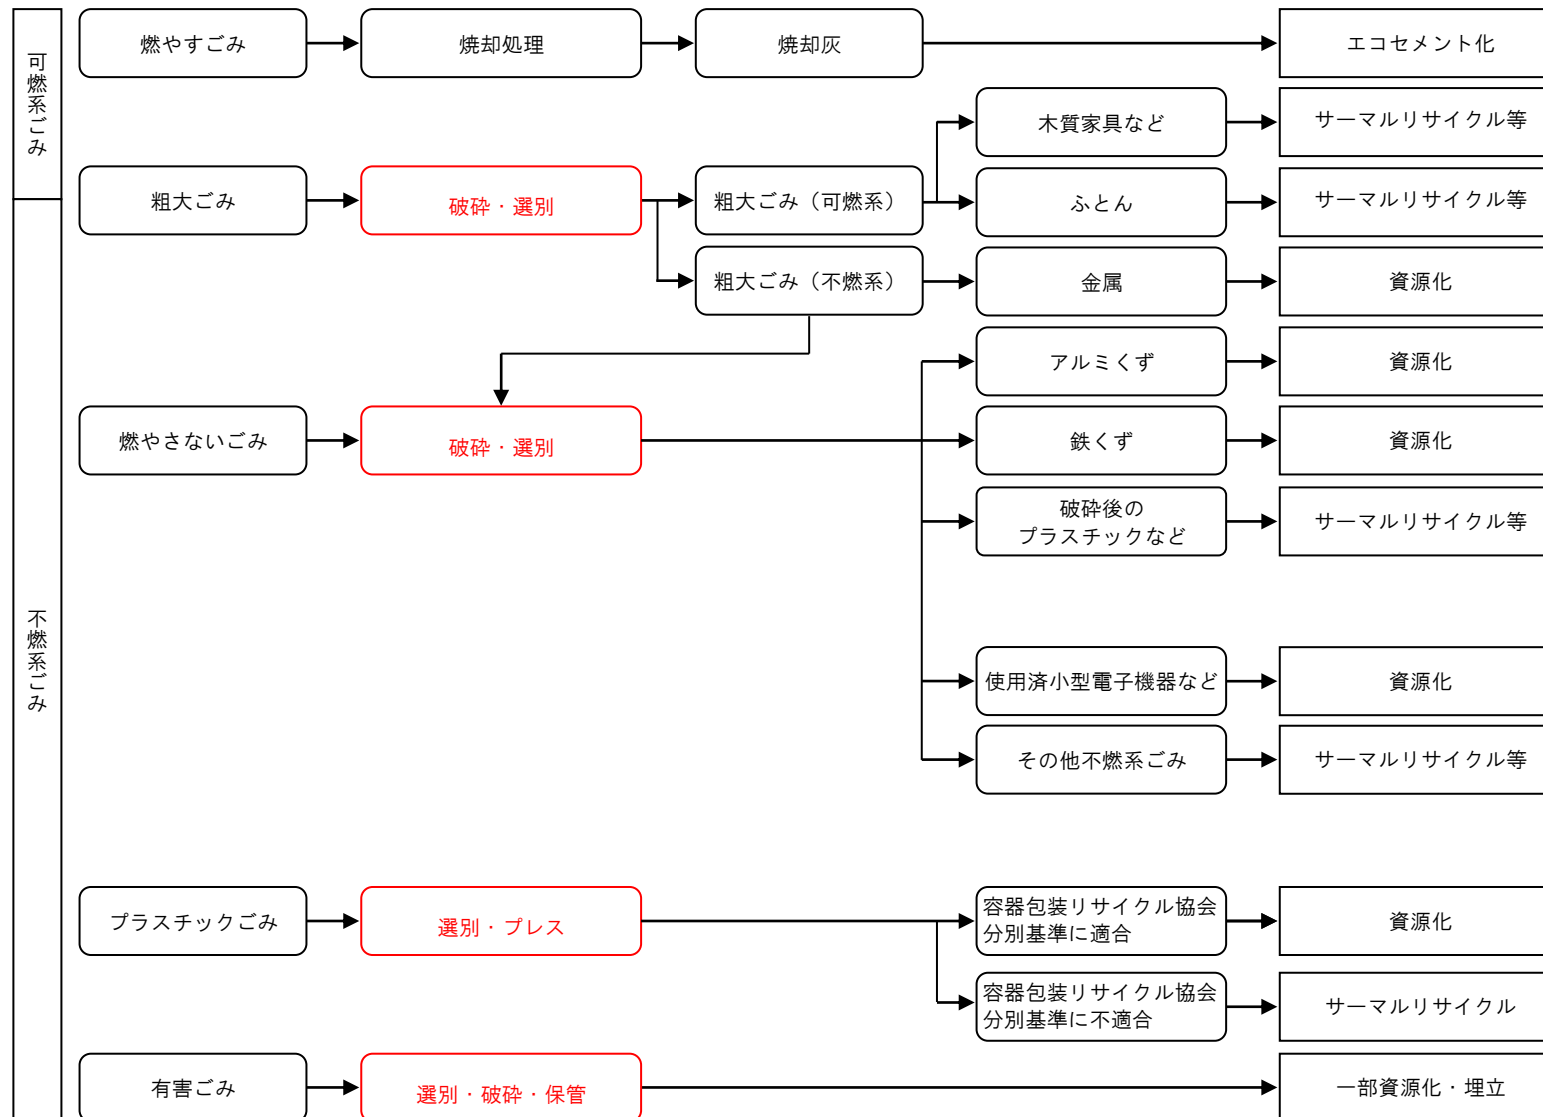 可燃系ごみ
燃やすごみ
焼却処理
焼却灰
エコセメント化
木質家具など
サーマルリサイクル等
粗大ごみ
破砕・選別
粗大ごみ（可燃系）
ふとん
サーマルリサイクル等
不燃系ごみ
粗大ごみ（不燃系）
金属
資源化
アルミくず
資源化
燃やさないごみ
破砕・選別
鉄くず
資源化
破砕後の
プラスチックなど
サーマルリサイクル等
使用済小型電子機器など
資源化
その他不燃系ごみ
サーマルリサイクル等
プラスチックごみ
選別・プレス
容器包装リサイクル協会
分別基準に適合
資源化
容器包装リサイクル協会
分別基準に不適合
サーマルリサイクル
有害ごみ
選別・破砕・保管
一部資源化・埋立